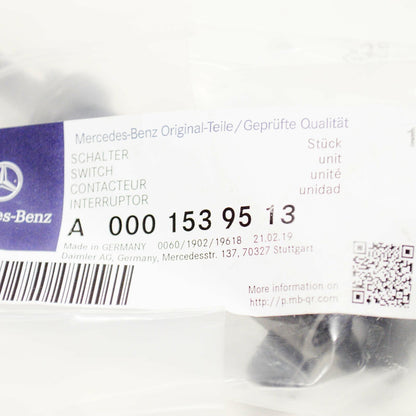 Mercedes-Benz Original-Teile/Geprüfte Qualität
SCHALTER Stück
SWITCH unit
CONTACTEUR unité
INTERRUPTOR unidad
des-Benz
A 000 153 95 13
Made in GERMANY 0060/1902/19618 21.02.19
Daimler AG, Germany, Mercedesstr. 137, 70327 Stuttgart
More information on
http://p.mb-qr.com